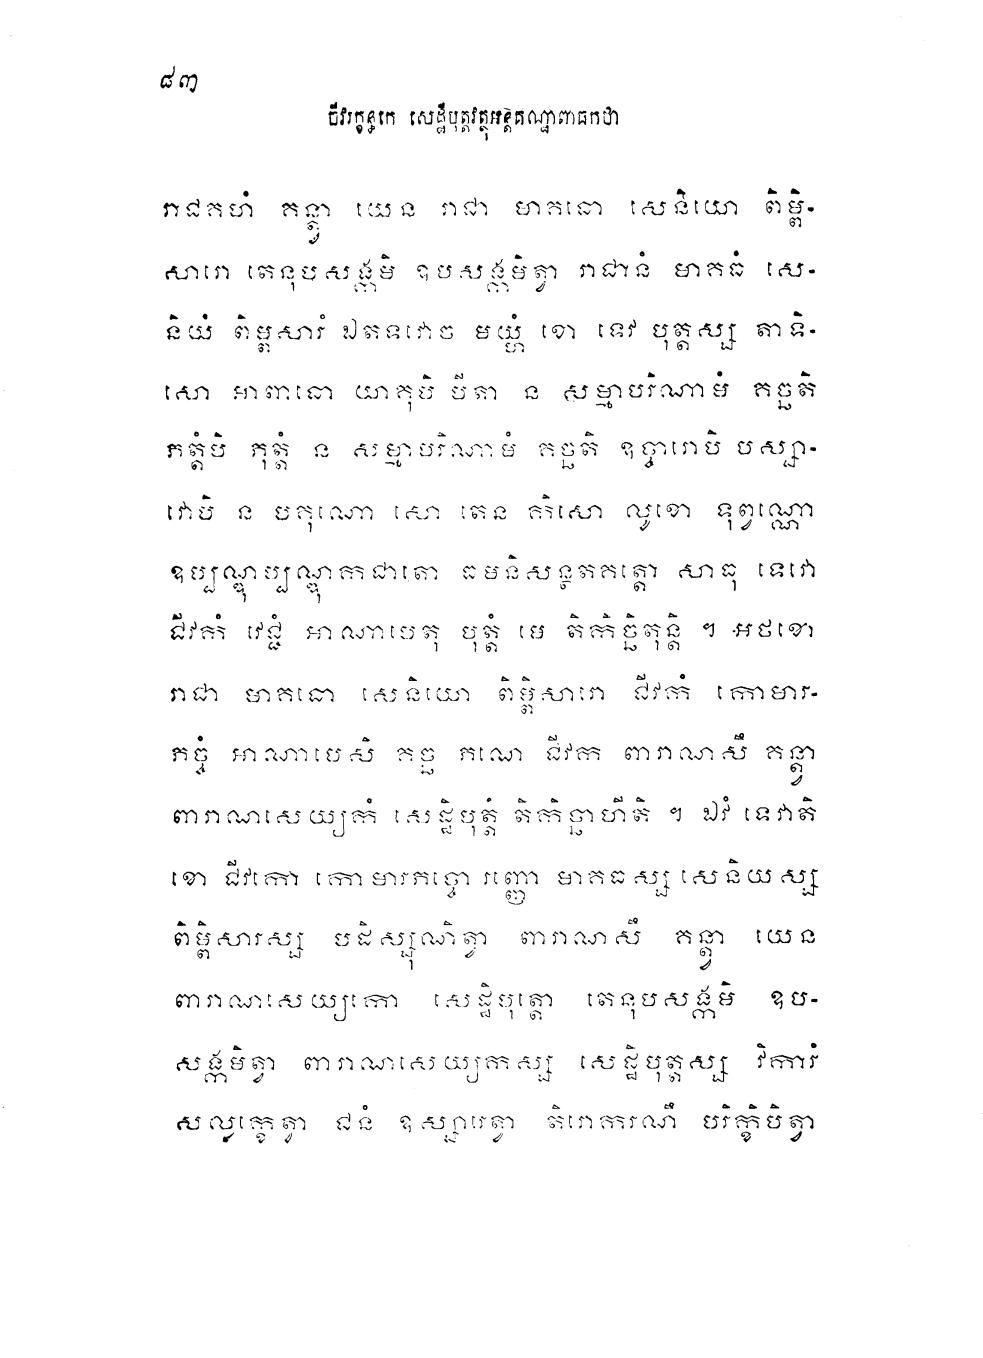 ៨៣
ចីវរក្ខន្ធកេ សេដ្ឋិបុត្តវត្ថុអន្តគណ្ឋាពាធកថា
រាជគហំ គន្ត្វា យេន រាជា មាគធោ សេនិយោ ពិម្ពិ-
សារោ តេនុបសង្កមិ ឧបសង្កមិត្វា រាជានំ មាគធំ សេ-
និយំ ពិម្ពសារំ ឯតទវោច មយ្ហំ ខោ ទេវ បុត្តស្ស តាទិ-
សោ អាពាធោ យាគុបិ បីតា ន សម្មាបរិណាមំ គច្ឆតិ
ភត្តំបិ ភុត្តំ ន សម្មាបរិណាមំ គច្ឆតិ ឧច្ចារោបិ បស្សា-
វោបិ ន បគុណោ សោ តេន កិសោ លូខោ ទុព្វណ្ណោ
ឧប្បណ្ឌុប្បណ្ឌុកជាតោ ធមនិសន្ថតគត្តោ សាធុ ទេវោ
ជីវកំ វេជ្ជំ អាណាបេតុ បុត្តំ មេ តិកិច្ឆិតុន្តិ ។ អថខោ
រាជា មាគធោ សេនិយោ ពិម្ពិសារោ ជីវកំ កោមារ-
ភច្ចំ អាណាបេសិ គច្ឆ ភណេ ជីវក ពារាណសឹ គន្ត្វា
ពារាណសេយ្យកំ សេដ្ឋិបុត្តំ តិកិច្ឆាហីតិ ។ ឯវំ ទេវាតិ
ខោ ជីវកោ កោមារភច្ចោ រញ្ញោ មាគធស្ស សេនិយស្ស
ពិម្ពិសារស្ស បដិស្សុណិត្វា ពារាណសឹ គន្ត្វា យេន
ពារាណសេយ្យកោ សេដ្ឋិបុត្តោ តេនុបសង្កមិ ឧប-
សង្កមិត្វា ពារាណសេយ្យកស្ស សេដ្ឋិបុត្តស្ស វិការំ
សល្លក្ខេត្វា ជនំ ឧស្សារេត្វា តិរោករណឹ បរិក្ខិបិត្វា